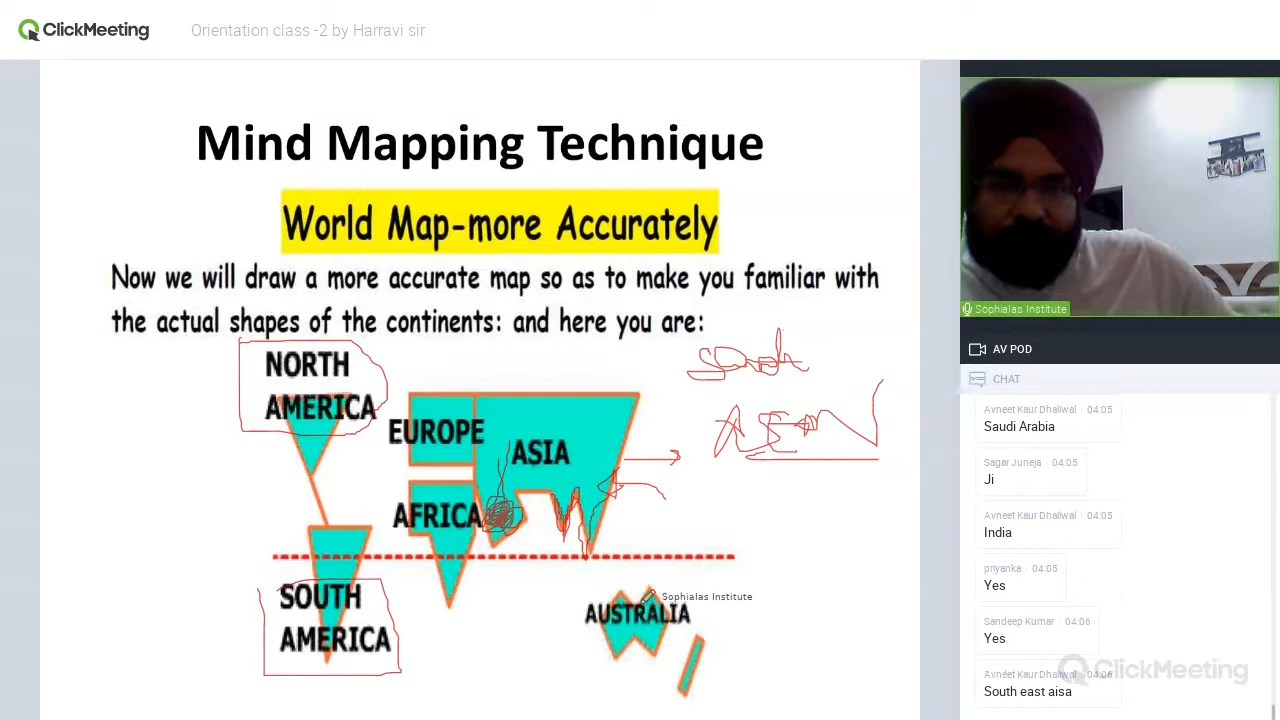 ClickMeeting
Orientation class -2 by Harravi sir
Mind Mapping Technique
World Map-more Accurately
Now we will draw a more accurate map so as to make you familiar with
the actual shapes of the continents: and here you are:
NORTH
AMERICA
EUROPE
ASIA
AFRICA
SOUTH
AMERICA
AUSTRALIA
Sophialas Institute
Sophialas Institute
AV POD
CHAT
Avneet Kaur Dhaliwal 04:05
Saudi Arabia
Sagar Juneja 04:05
Ji
Avneet Kaur Dhaliwal 04:05
India
priyanka 04:05
Yes
Sandeep Kumar 04:06
Yes
Avneet Kaur Dhaliwal 04:06
South east aisa
ClickMeeting